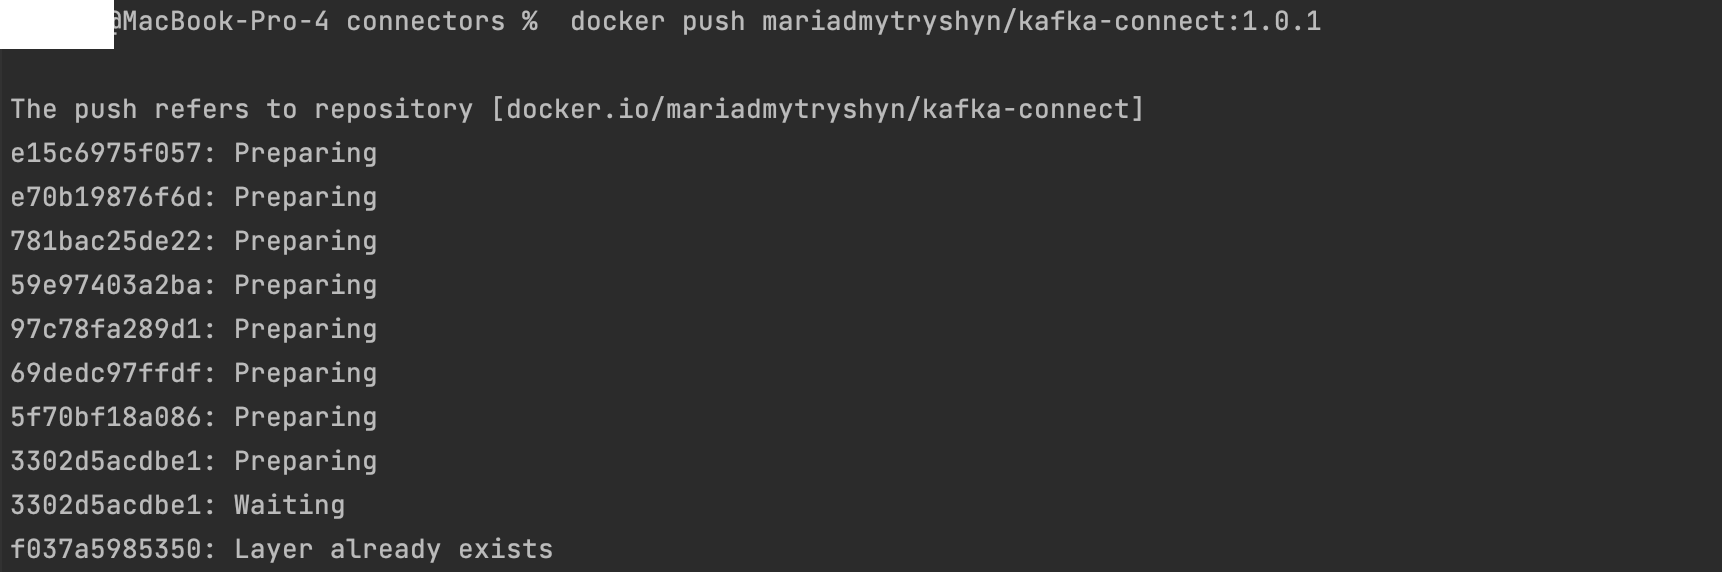 @MacBook-Pro-4 connectors %  docker push mariadmytryshyn/kafka-connect:1.0.1
The push refers to repository [docker.io/mariadmytryshyn/kafka-connect]
e15c6975f057: Preparing
e70b19876f6d: Preparing
781bac25de22: Preparing
59e97403a2ba: Preparing
97c78fa289d1: Preparing
69dedc97ffdf: Preparing
5f70bf18a086: Preparing
3302d5acdbe1: Preparing
3302d5acdbe1: Waiting
f037a5985350: Layer already exists